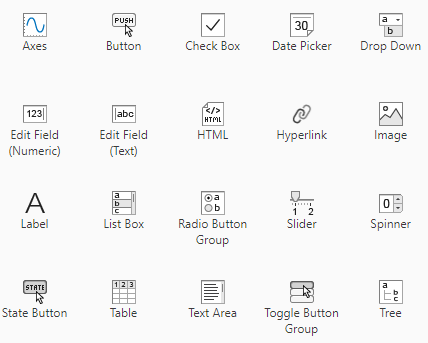 PUSH
30
a
b
Axes
Button
Check Box
Date Picker
Drop Down
123
abc
</>
HTML
Edit Field
(Numeric)
Edit Field
(Text)
HTML
Hyperlink
Image
A
a
b
c
a
b
1 2
0
Label
List Box
Radio Button
Group
Slider
Spinner
STATE
1 2 3
a
b
c
State Button
Table
Text Area
Toggle Button
Group
Tree